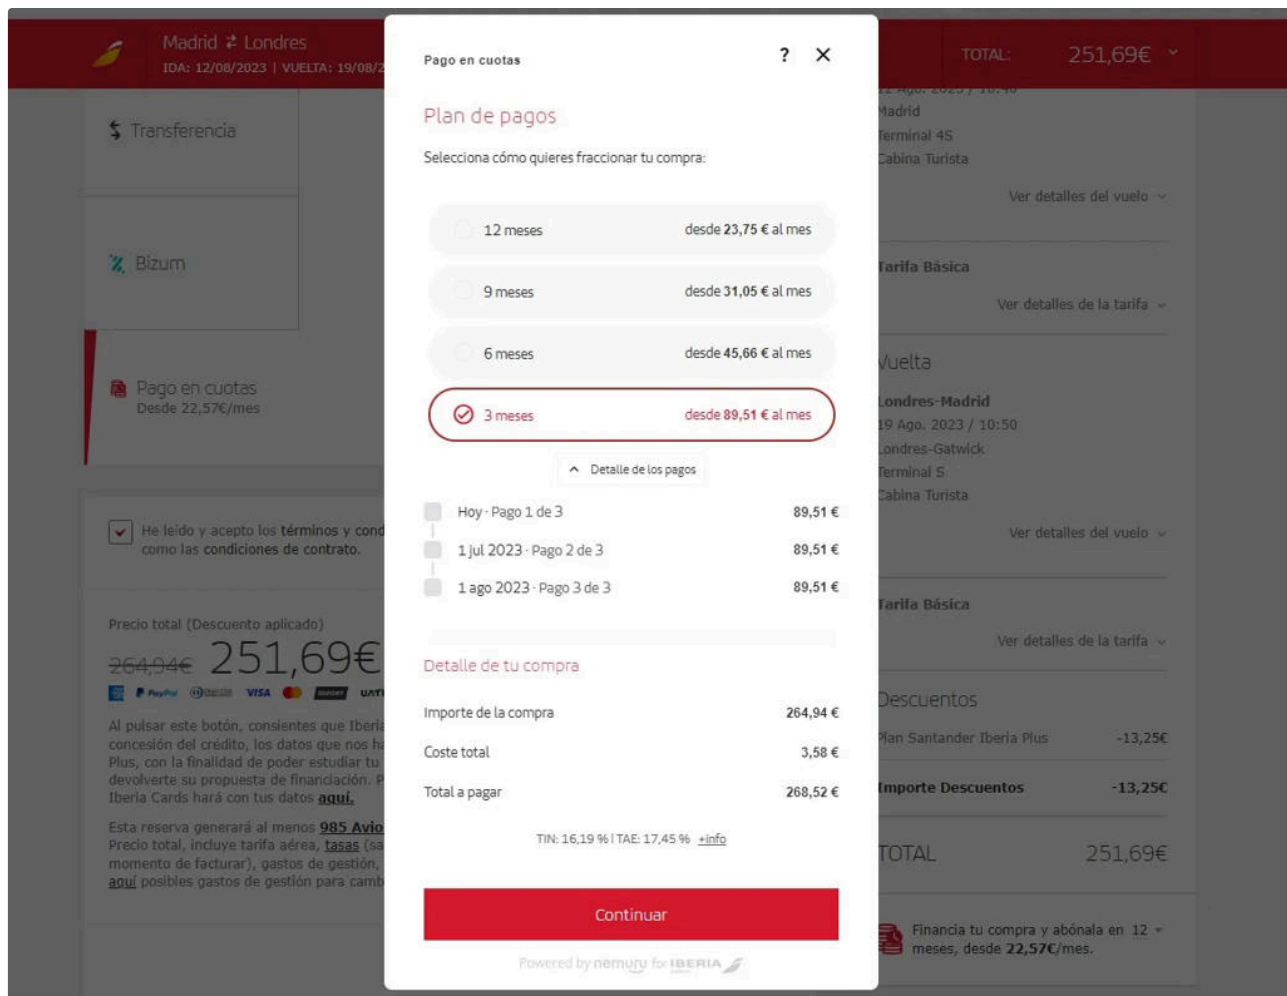 Madrid ⇄ Londres
IDA: 12/08/2023 | VUELTA: 19/08/2
TOTAL:
251,69€
Transferencia
Bizum
Pago en cuotas
Desde 22,57€/mes
He leído y acepto los términos y cond
como las condiciones de contrato.
Precio total (Descuento aplicado)
264,94€ 251,69€
PayPal VISA
Al pulsar este botón, consientes que Iberia
concesión del crédito, los datos que nos ha
Plus, con la finalidad de poder estudiar tu
devolverte su propuesta de financiación. P
Iberia Cards hará con tus datos aquí.
Esta reserva generará al menos 985 Avio
Precio total, incluye tarifa aérea, tasas (sa
momento de facturar), gastos de gestión,
aquí posibles gastos de gestión para camb
Pago en cuotas
?
Plan de pagos
Selecciona cómo quieres fraccionar tu compra:
12 meses desde 23,75 € al mes
9 meses desde 31,05 € al mes
6 meses desde 45,66 € al mes
3 meses desde 89,51 € al mes
Detalle de los pagos
Hoy · Pago 1 de 3 89,51 €
1 jul 2023 · Pago 2 de 3 89,51 €
1 ago 2023 · Pago 3 de 3 89,51 €
Detalle de tu compra
Importe de la compra 264,94 €
Coste total 3,58 €
Total a pagar 268,52 €
TIN: 16,19 % | TAE: 17,45 % +info
Continuar
Powered by nemuru for IBERIA
12 Ago. 2023 / 10:40
Madrid
Terminal 4S
Cabina Turista
Ver detalles del vuelo
Tarifa Básica
Ver detalles de la tarifa
Vuelta
Londres-Madrid
19 Ago. 2023 / 10:50
Londres-Gatwick
Terminal S
Cabina Turista
Ver detalles del vuelo
Tarifa Básica
Ver detalles de la tarifa
Descuentos
Plan Santander Iberia Plus -13,25€
Importe Descuentos -13,25€
TOTAL 251,69€
Financia tu compra y abónala en 12
meses, desde 22,57€/mes.